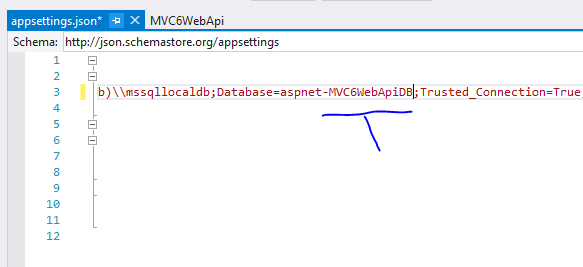 appsettings.json*
MVC6WebApi
Schema: http://json.schemastore.org/appsettings
1
2
3 b)\\mssqllocaldb;Database=aspnet-MVC6WebApiDB;Trusted_Connection=True
4
5
6
7
8
9
10
11
12